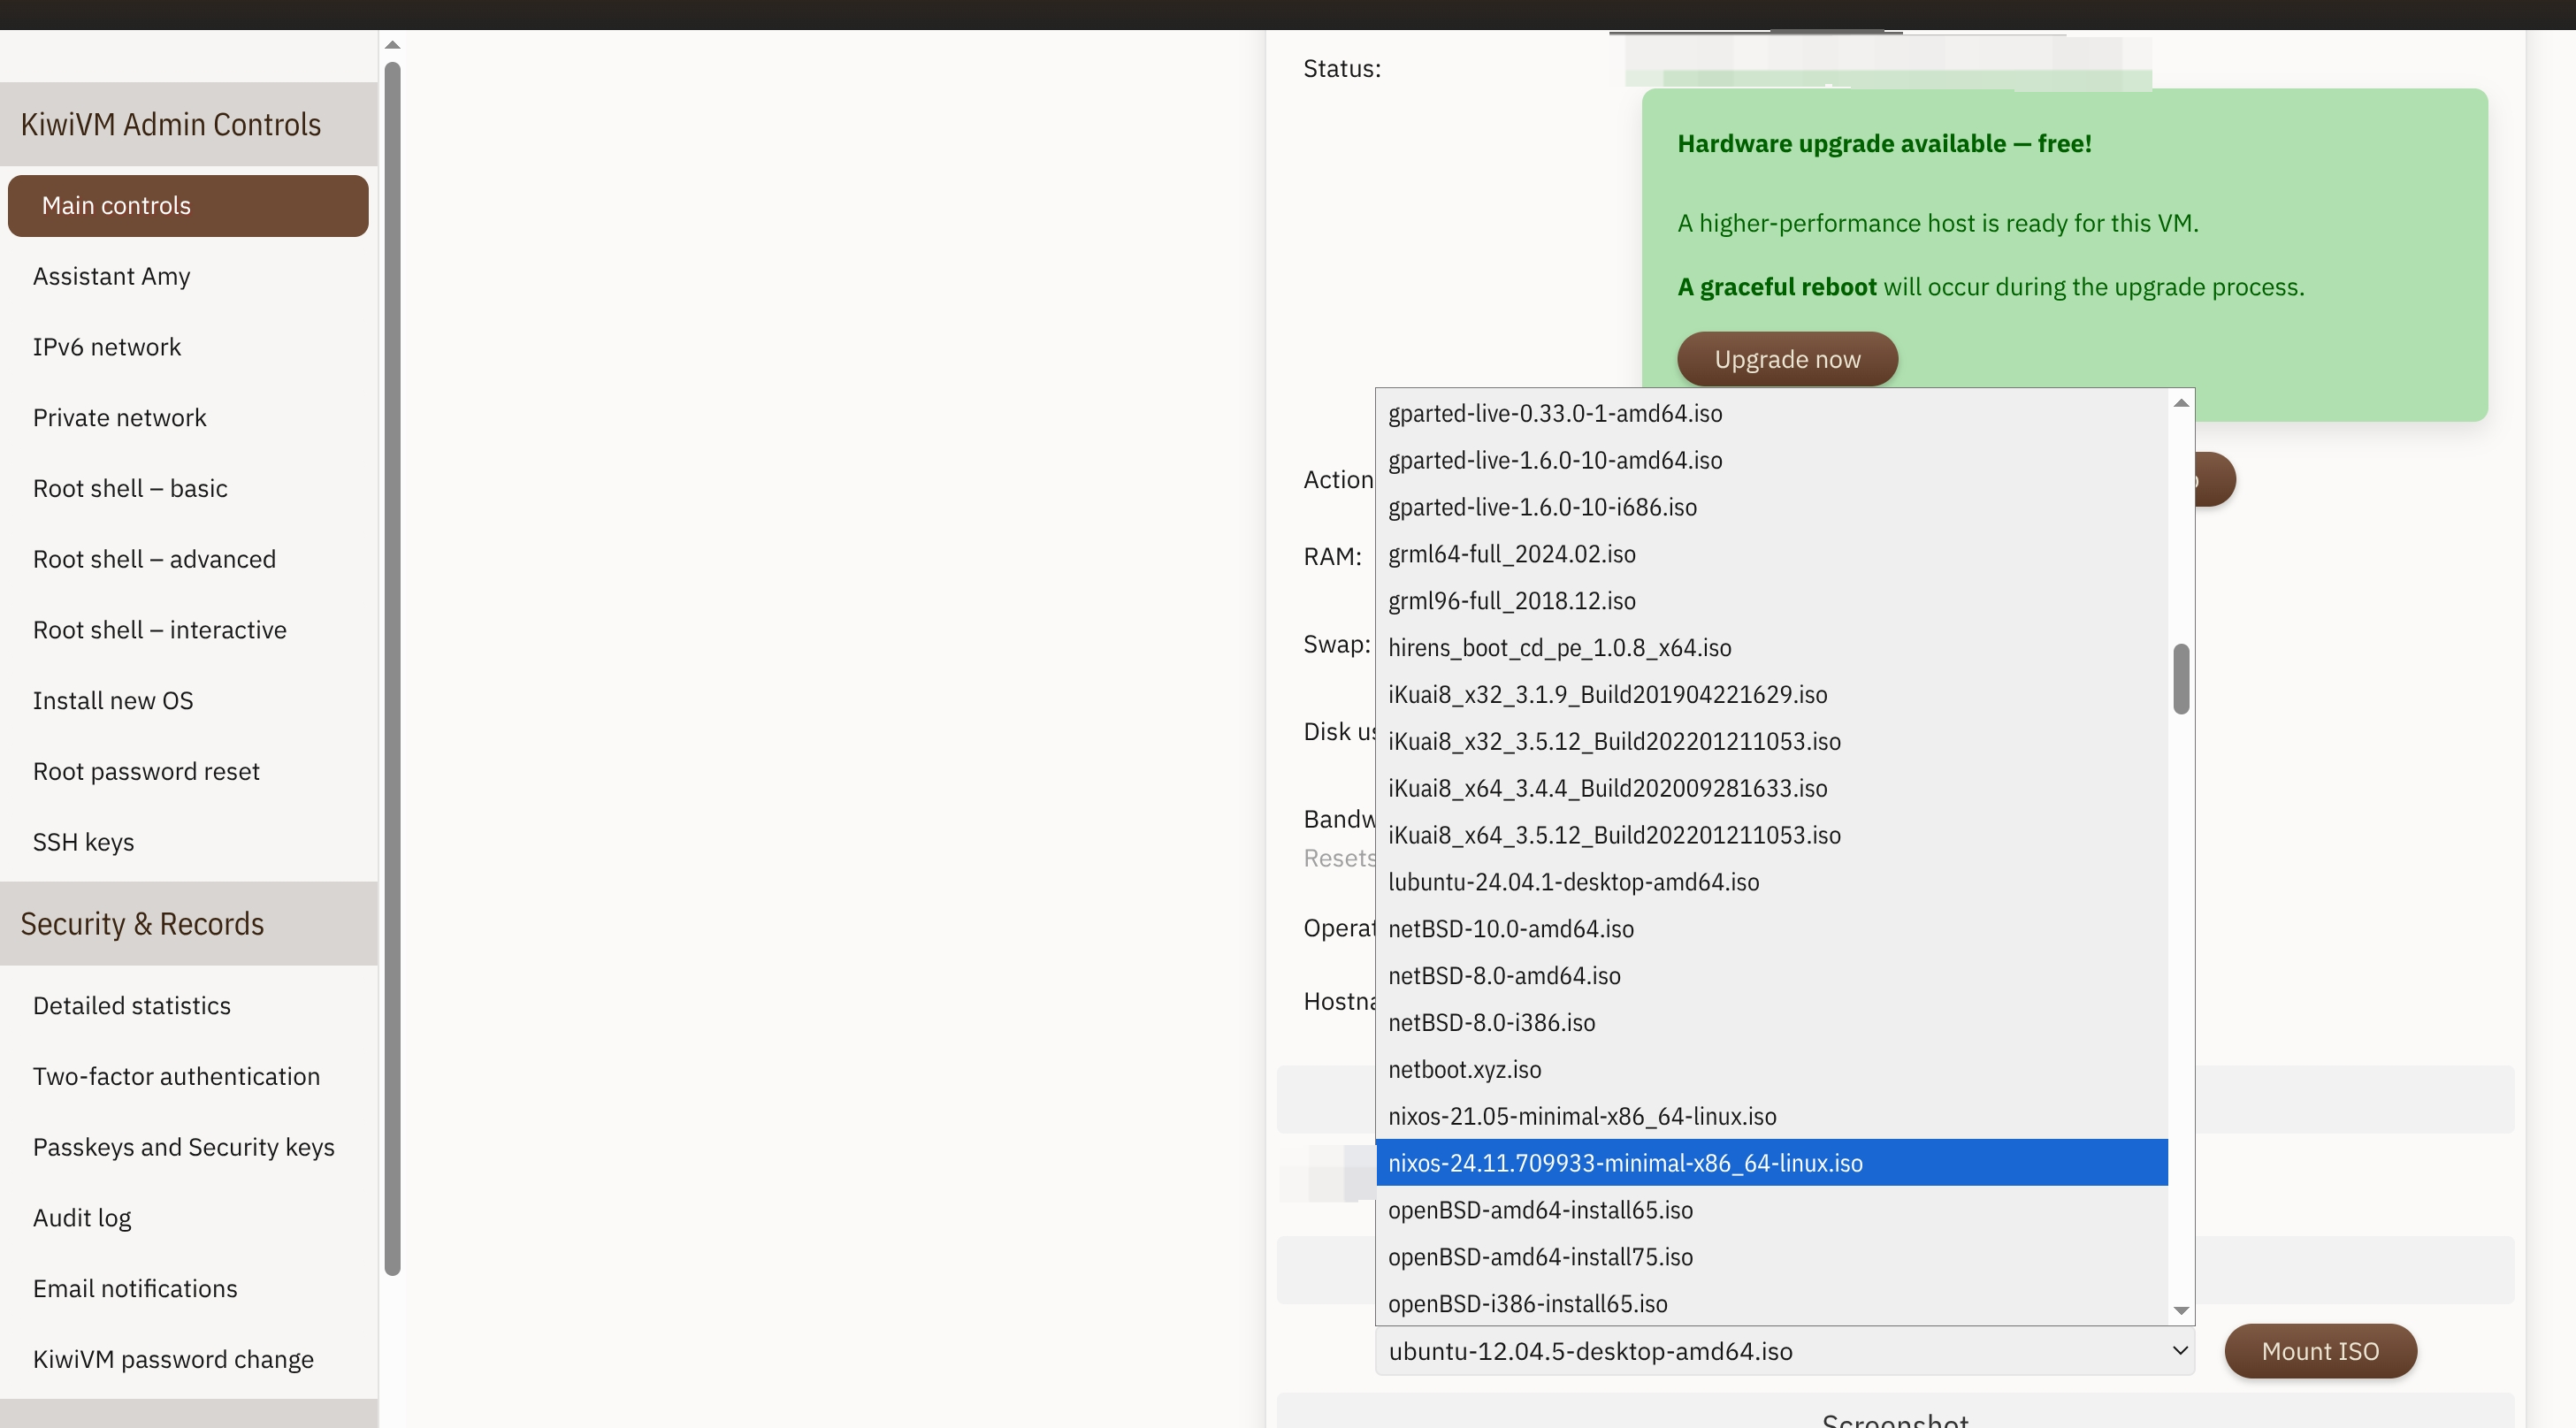 KiwiVM Admin Controls
Main controls
Assistant Amy
IPv6 network
Private network
Root shell – basic
Root shell – advanced
Root shell – interactive
Install new OS
Root password reset
SSH keys
Security & Records
Detailed statistics
Two-factor authentication
Passkeys and Security keys
Audit log
Email notifications
KiwiVM password change
Status:
Hardware upgrade available — free!
A higher-performance host is ready for this VM.
A graceful reboot will occur during the upgrade process.
Upgrade now
Action
RAM:
Swap:
Disk
Resets
gparted-live-0.33.0-1-amd64.iso
gparted-live-1.6.0-10-amd64.iso
gparted-live-1.6.0-10-i686.iso
grml64-full_2024.02.iso
grml96-full_2018.12.iso
hirens_boot_cd_pe_1.0.8_x64.iso
iKuai8_x32_3.1.9_Build201904221629.iso
iKuai8_x32_3.5.12_Build202201211053.iso
iKuai8_x64_3.4.4_Build202009281633.iso
iKuai8_x64_3.5.12_Build202201211053.iso
lubuntu-24.04.1-desktop-amd64.iso
netBSD-10.0-amd64.iso
netBSD-8.0-amd64.iso
netBSD-8.0-i386.iso
netboot.xyz.iso
nixos-21.05-minimal-x86_64-linux.iso
nixos-24.11.709933-minimal-x86_64-linux.iso
openBSD-amd64-install65.iso
openBSD-amd64-install75.iso
openBSD-i386-install65.iso
ubuntu-12.04.5-desktop-amd64.iso
Mount ISO
Screenshot